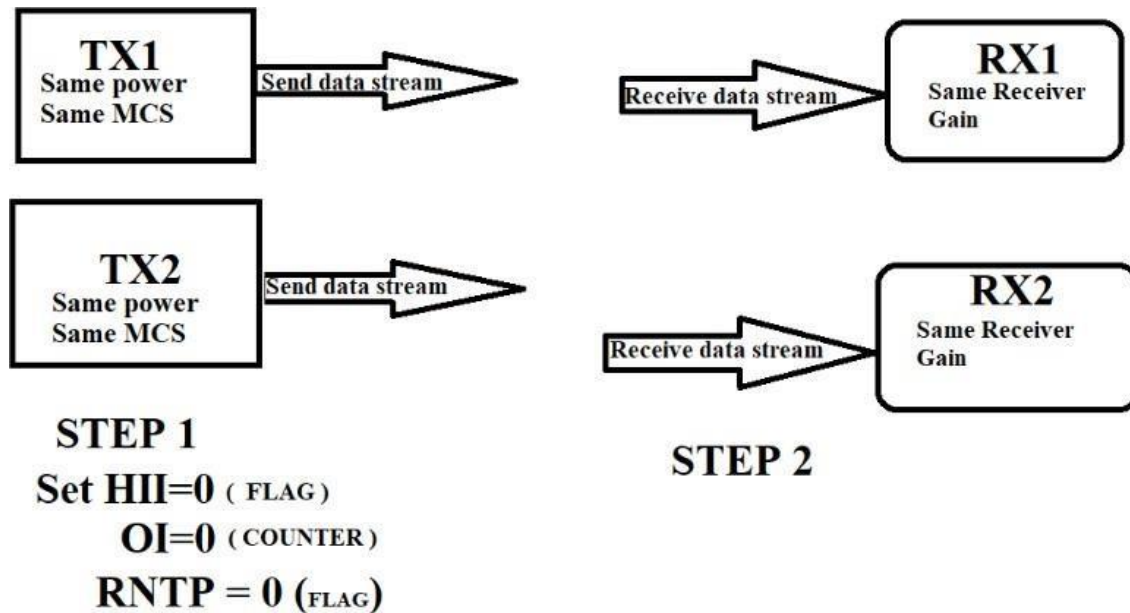 TX1
Same power
Same MCS
Send data stream
Receive data stream
RX1
Same Receiver
Gain
TX2
Same power
Same MCS
Send data stream
Receive data stream
RX2
Same Receiver
Gain
STEP 1
Set HII=0 ( FLAG )
OI=0 ( COUNTER )
RNTP = 0 (FLAG)
STEP 2